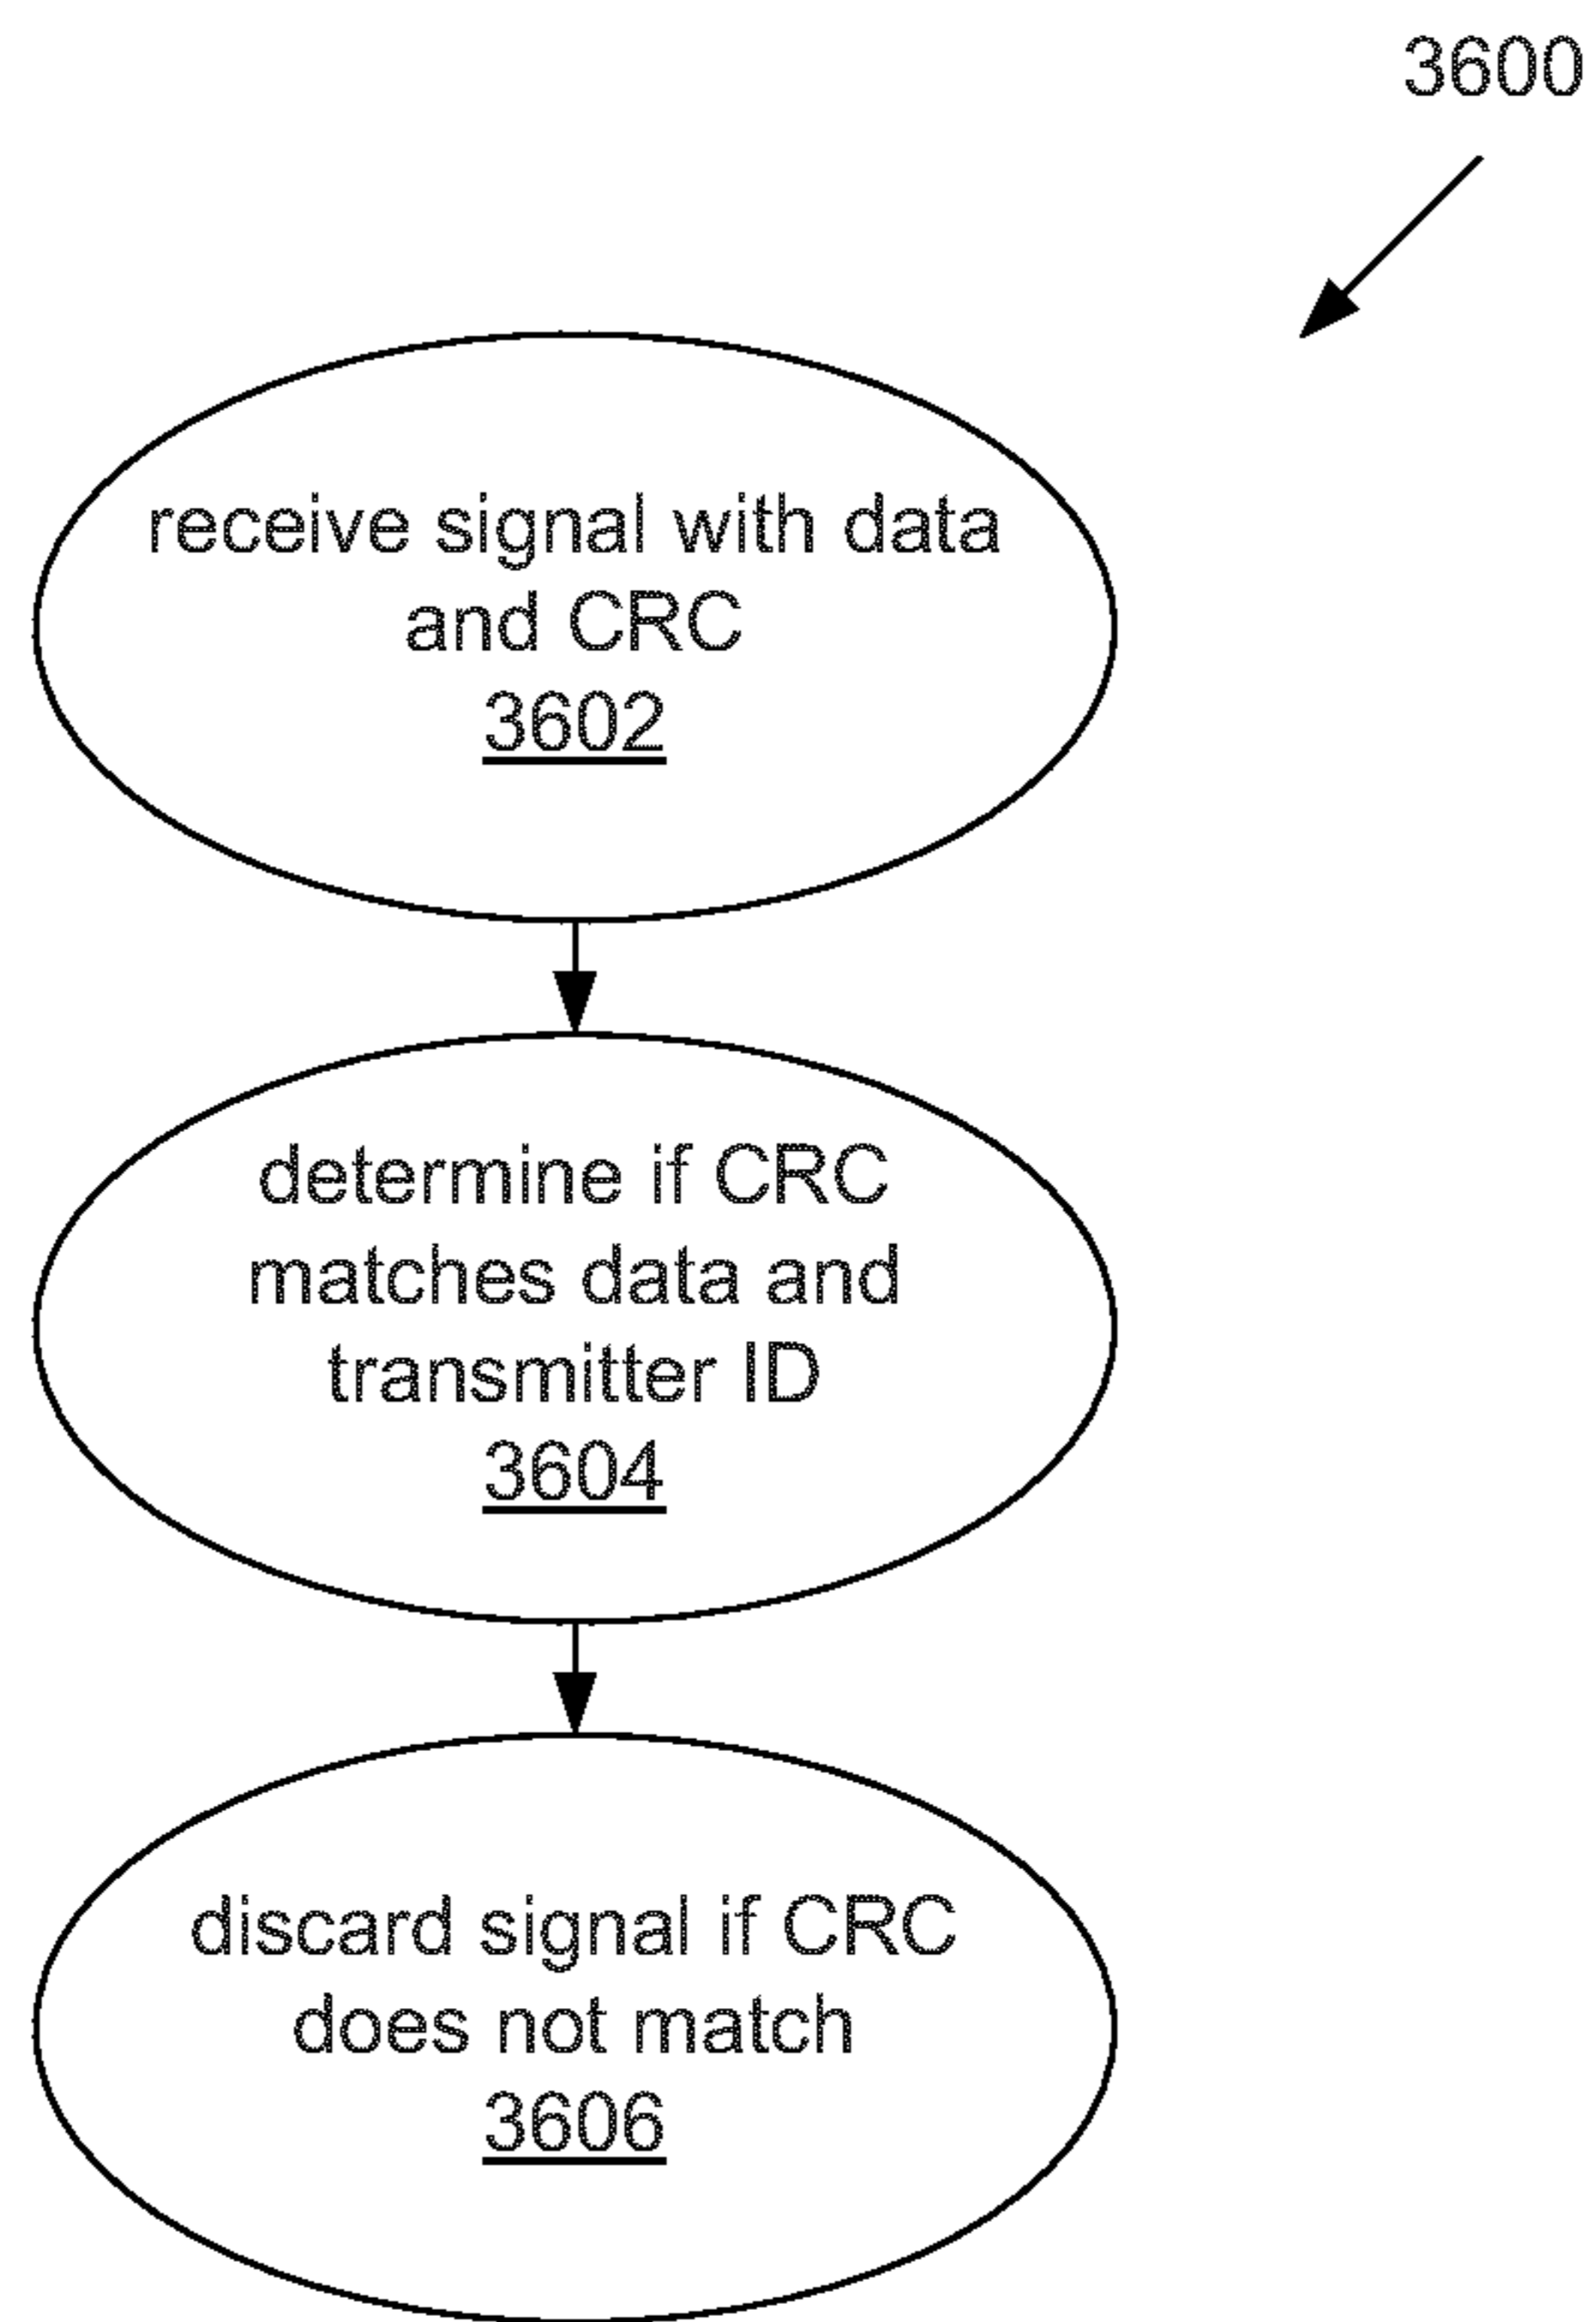 3600
receive signal with data
and CRC
3602
determine if CRC
matches data and
transmitter ID
3604
discard signal if CRC
does not match
3606